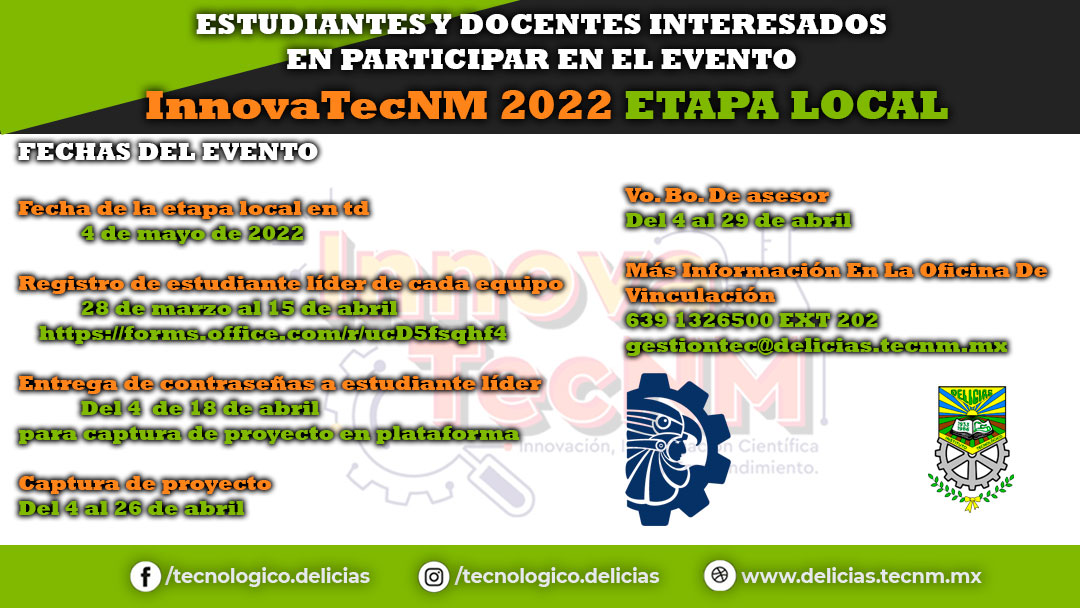 ESTUDIANTES Y DOCENTES INTERESADOS
EN PARTICIPAR EN EL EVENTO
InnovaTecNM 2022 ETAPA LOCAL
FECHAS DEL EVENTO
Fecha de la etapa local en td
4 de mayo de 2022
Registro de estudiante líder de cada equipo
28 de marzo al 15 de abril
https://forms.office.com/r/ucD5fsqhf4
Entrega de contraseñas a estudiante líder
Del 4 de 18 de abril
para captura de proyecto en plataforma
Captura de proyecto
Del 4 al 26 de abril
Vo. Bo. De asesor
Del 4 al 29 de abril
Más Información En La Oficina De
Vinculación
639 1326500 EXT 202
gestiontec@delicias.tecnm.mx
Innova
TecNM
Innovación, Científica
DELICIAS
/tecnologico.delicias
/tecnologico.delicias
www.delicias.tecnm.mx